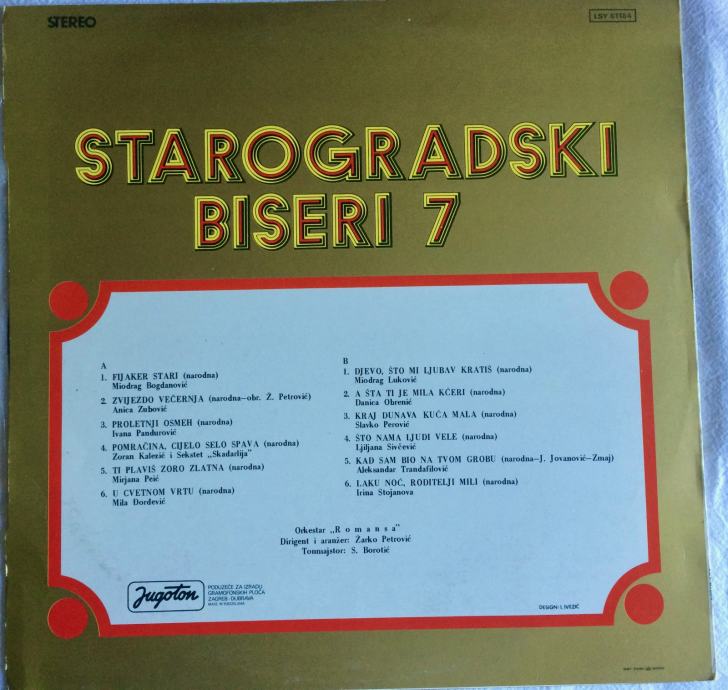 STEREO
LSY 61184
STAROGRADSKI
BISERI 7
A
1. FIJAKER STARI (narodna)
Miodrag Bogdanović
2. ZVIJEZDO VEČERNJA (narodna—obr. Ž. Petrović)
Anica Zubović
3. PROLETNJI OSMEH (narodna)
Ivana Pandurović
4. POMRAČINA, CIJELO SELO SPAVA (narodna)
Zoran Kalezić i Sekstet „Skadarlija"
5. TI PLAVIŠ ZORO ZLATNA (narodna)
Mirjana Peić
6. U CVETNOM VRTU (narodna)
Mila Đorđević
B
1. DJEVO, ŠTO MI LJUBAV KRATIŠ (narodna)
Miodrag Luković
2. A ŠTA TI JE MILA KĆERI (narodna)
Danica Obrenić
3. KRAJ DUNAVA KUĆA MALA (narodna)
Slavko Perović
4. ŠTO NAMA LJUDI VELE (narodna)
Ljiljana Sivčević
5. KAD SAM BIO NA TVOM GROBU (narodna—J. Jovanović—Zmaj)
Aleksandar Trandafilović
6. LAKU NOĆ, RODITELJI MILI (narodna)
Irina Stojanova
Orkestar „R o m a n s a"
Dirigent i aranžer: Žarko Petrović
Tonmajstor: S. Borotić
Jugoton
PODUZEĆE ZA IZRADU
GRAMOFONSKIH PLOČA
ZAGREB-DUBRAVA
MADE IN YUGOSLAVIA
DESIGN: I. IVEZIĆ